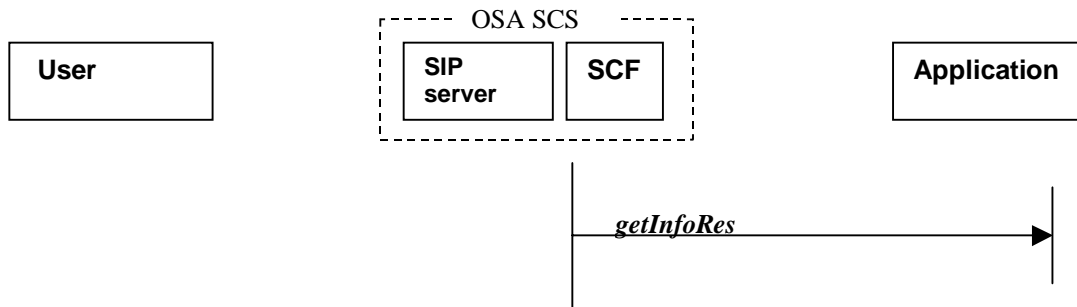 OSA SCS
User
SIP
server
SCF
Application
getInfoRes